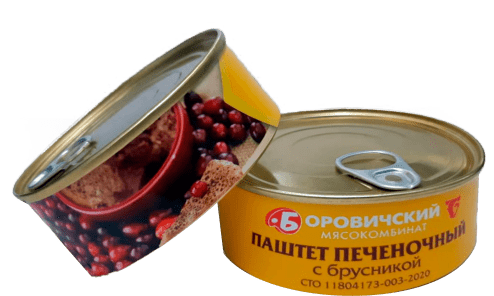 БОРОВИЧСКИЙ
МЯСОКОМБИНАТ
ПАШТЕТ ПЕЧЕНОЧНЫЙ
с брусникой
СТО 11804173-003-2020